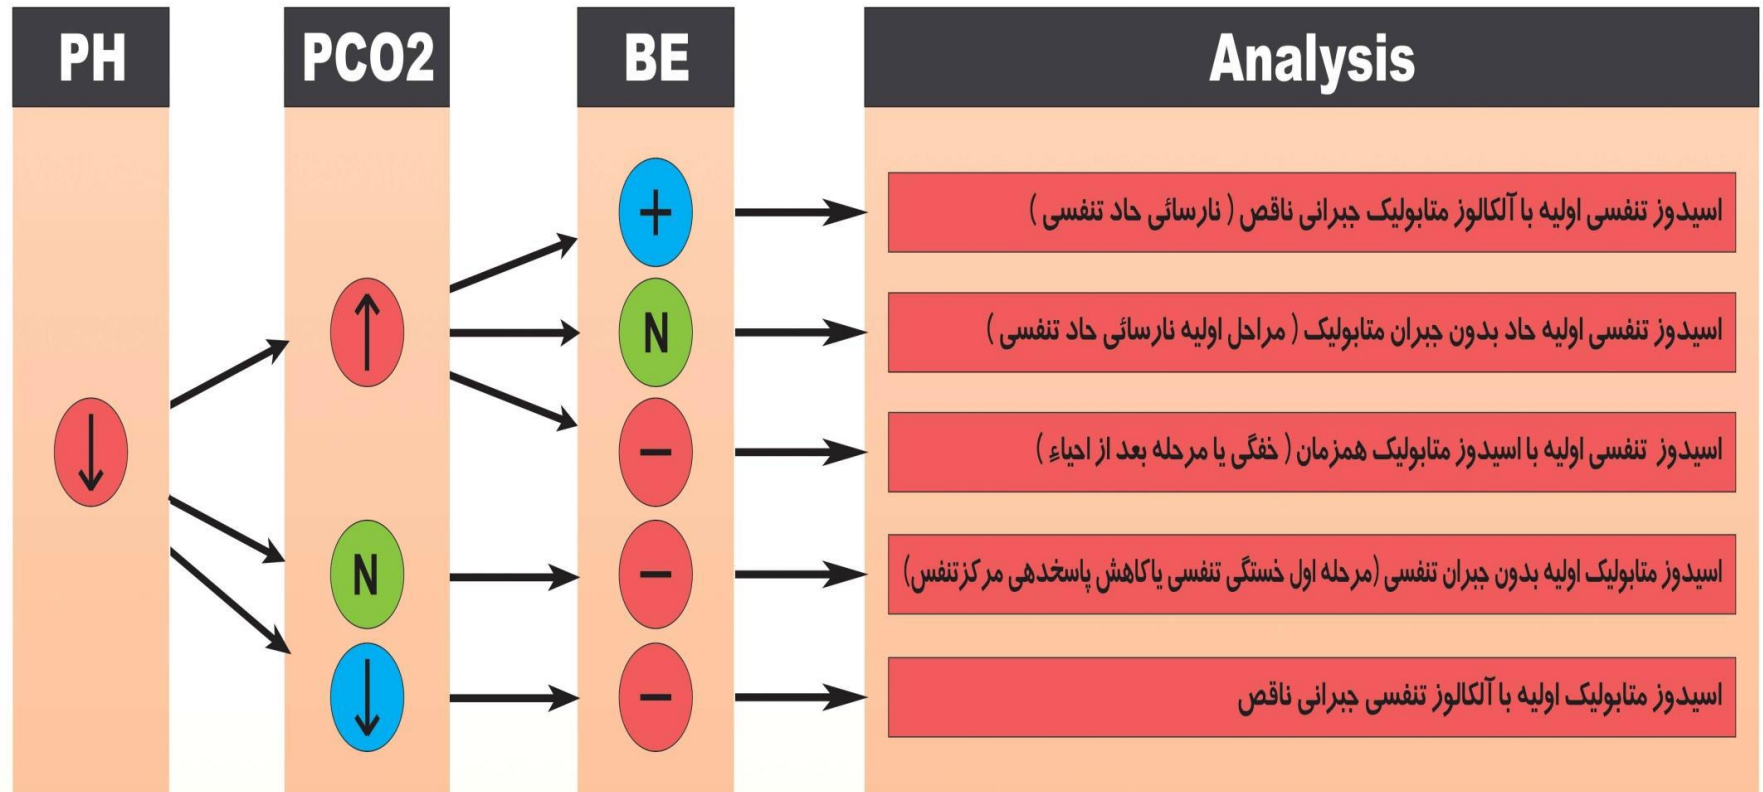 PH PCO2 BE Analysis
+ اسیدوز تنفسی اولیه با آلکالوز متابولیک جبرانی ناقص ( نارسائی حاد تنفسی )
↑ N اسیدوز تنفسی اولیه حاد بدون جبران متابولیک ( مراحل اولیه نارسائی حاد تنفسی )
↓ − اسیدوز تنفسی اولیه با اسیدوز متابولیک همزمان ( خفگی یا مرحله بعد از احیاءِ )
N − اسیدوز متابولیک اولیه بدون جبران تنفسی (مرحله اول خستگی تنفسی یاکاهش پاسخدهی مرکزتنفس)
↓ − اسیدوز متابولیک اولیه با آلکالوز تنفسی جبرانی ناقص